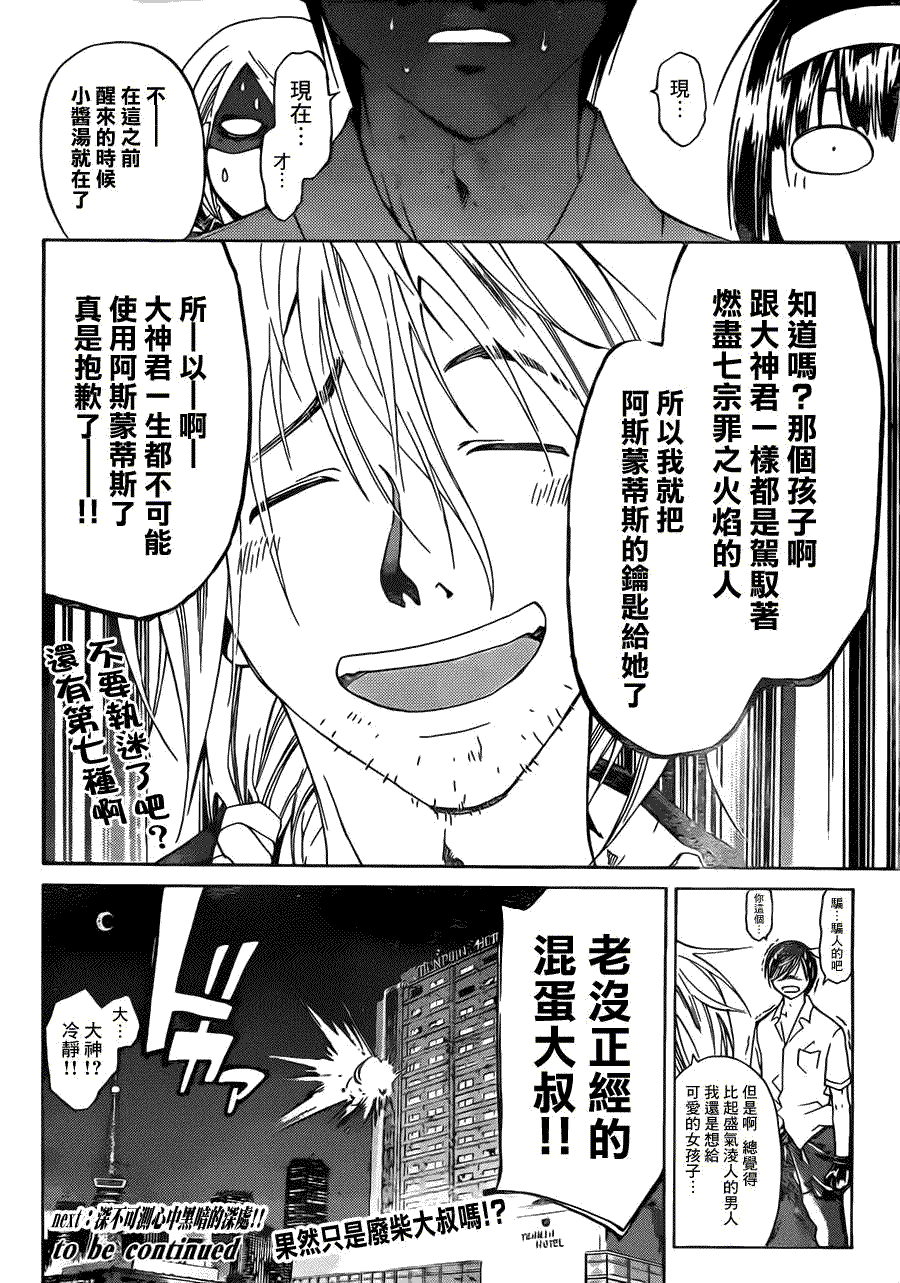 現…
現在…
才…
不——
在這之前
醒來的時候
小醬湯就在了
知道嗎？那個孩子啊
跟大神君一樣都是駕馭著
燃盡七宗罪之火焰的人
所以我就把
阿斯蒙蒂斯的鑰匙給她了
所—以—啊—
大神君一生都不可能
使用阿斯蒙蒂斯了
真是抱歉了——!!
不要執迷了吧？
還有第七種啊
騙…騙人的吧
你這個…
但是啊 總覺得
比起盛氣淩人的男人
我還是想給
可愛的女孩子…
老沒正經的
混蛋大叔!!
ドガァ
大…
大神!?
冷靜!!
HOTEL
果然只是廢柴大叔嗎!?
next：深不可測心中黑暗的深處!!
to be continued